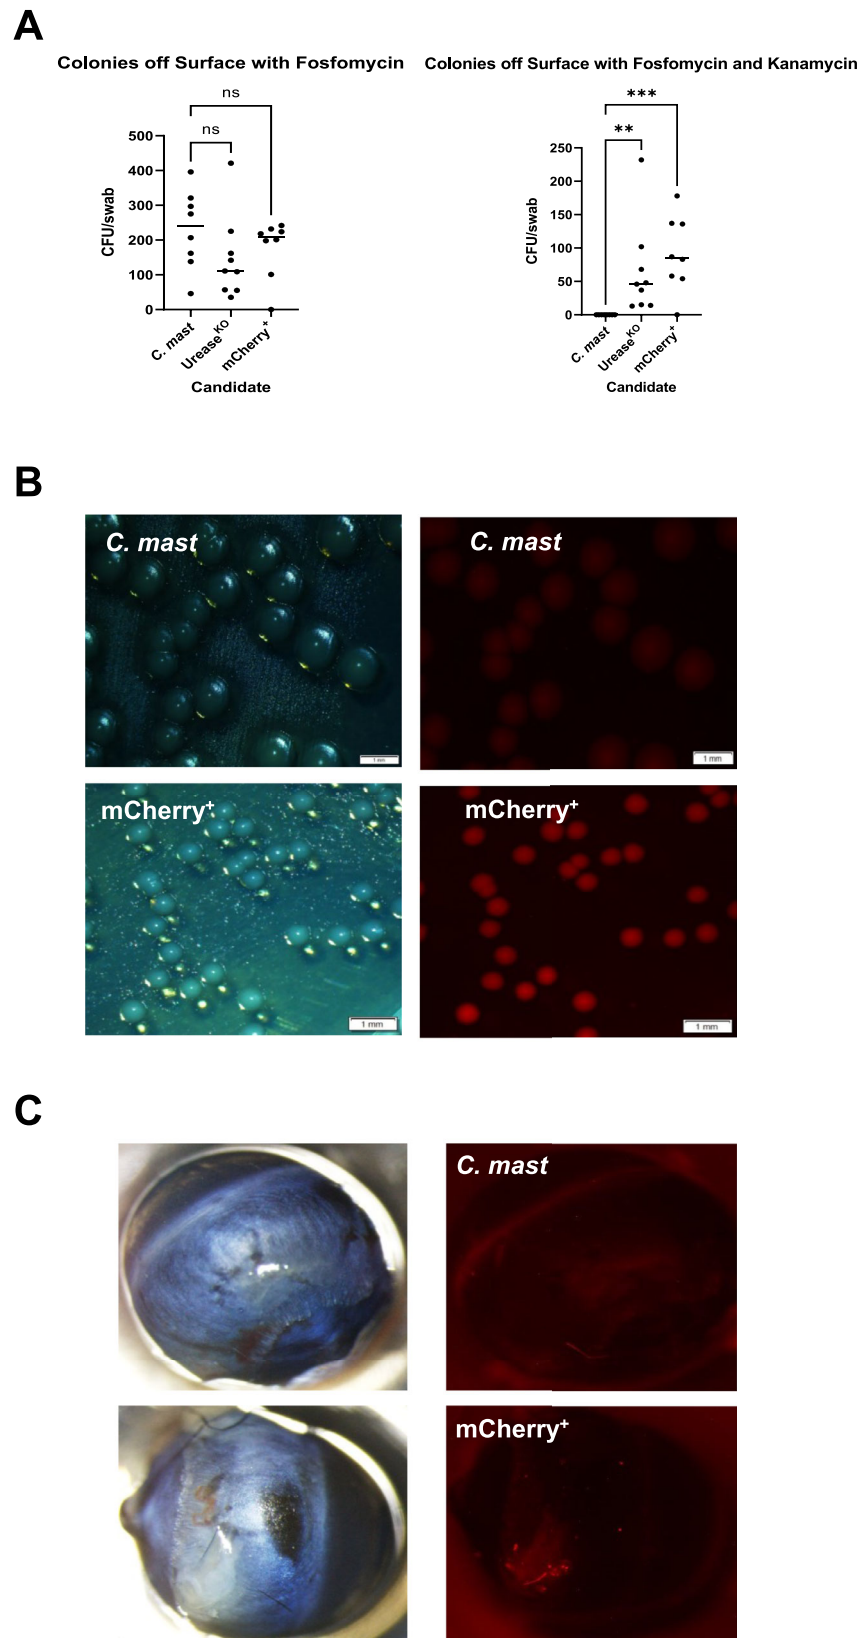 A
Colonies off Surface with Fosfomycin
ns
ns
500
400
300
200
100
0
CFU/swab
C. mast
Urease^KO
mCherry^+
Candidate
Colonies off Surface with Fosfomycin and Kanamycin
***
**
250
200
150
100
50
0
CFU/swab
C. mast
Urease^KO
mCherry^+
Candidate
B
C. mast
1 mm
C. mast
1 mm
mCherry^+
1 mm
mCherry^+
1 mm
C
C. mast
mCherry^+